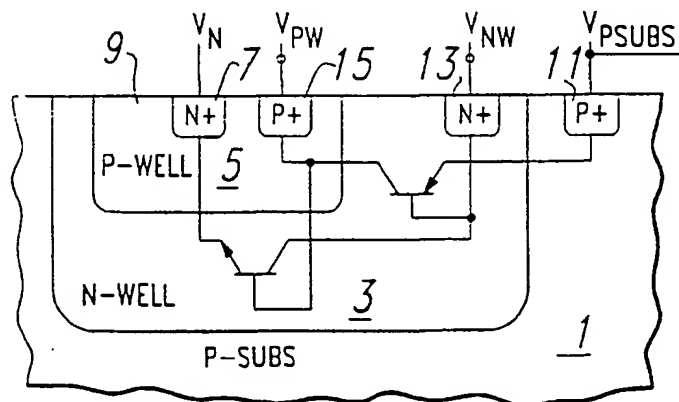 V_N V_PW V_NW V_PSUBS
9 7 15 13 11
N+ P+ N+ P+
P-WELL 5
N-WELL 3
P-SUBS 1